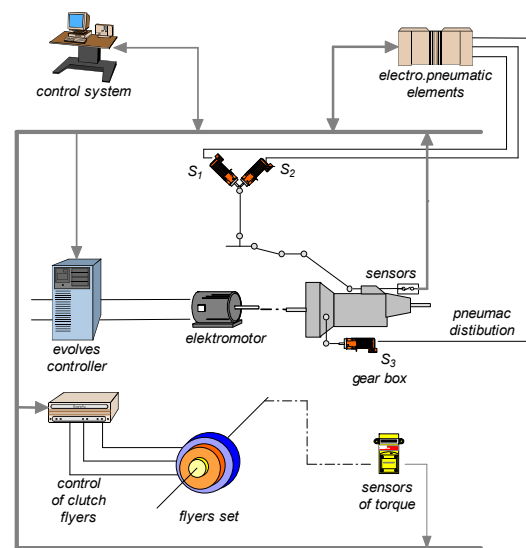 control system
electro.pneumatic
elements
S1
S2
sensors
evolves
controller
elektromotor
pneumac
distibution
S3
gear box
control
of clutch
flyers
flyers set
sensors
of torque